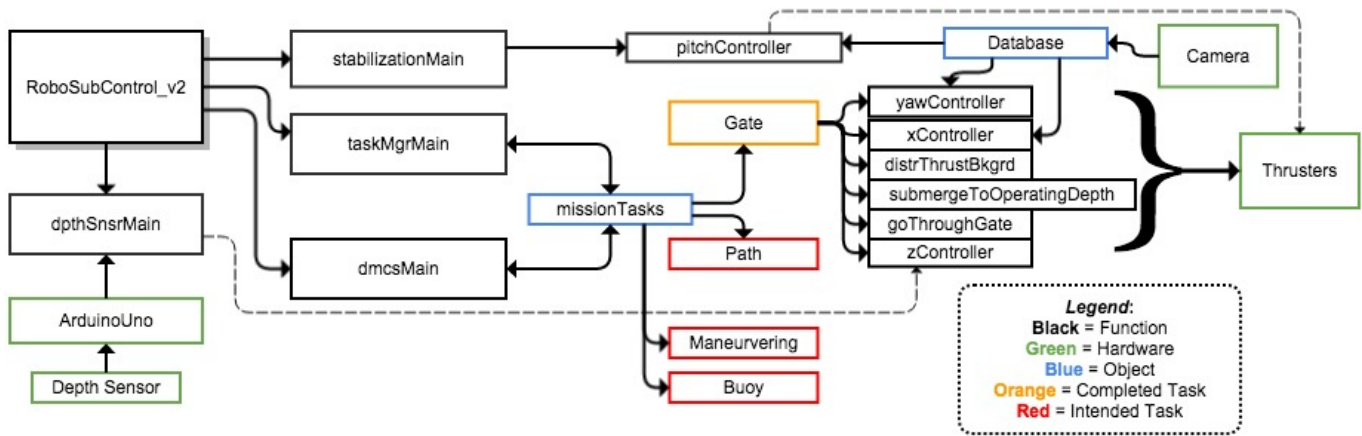 RoboSubControl_v2
stabilizationMain
pitchController
Database
Camera
taskMgrMain
Gate
yawController
xController
distrThrustBkgrd
submergeToOperatingDepth
goThroughGate
zController
Thrusters
dpthSnsrMain
missionTasks
Path
dmcsMain
ArduinoUno
Maneurvering
Depth Sensor
Buoy
Legend:
Black = Function
Green = Hardware
Blue = Object
Orange = Completed Task
Red = Intended Task